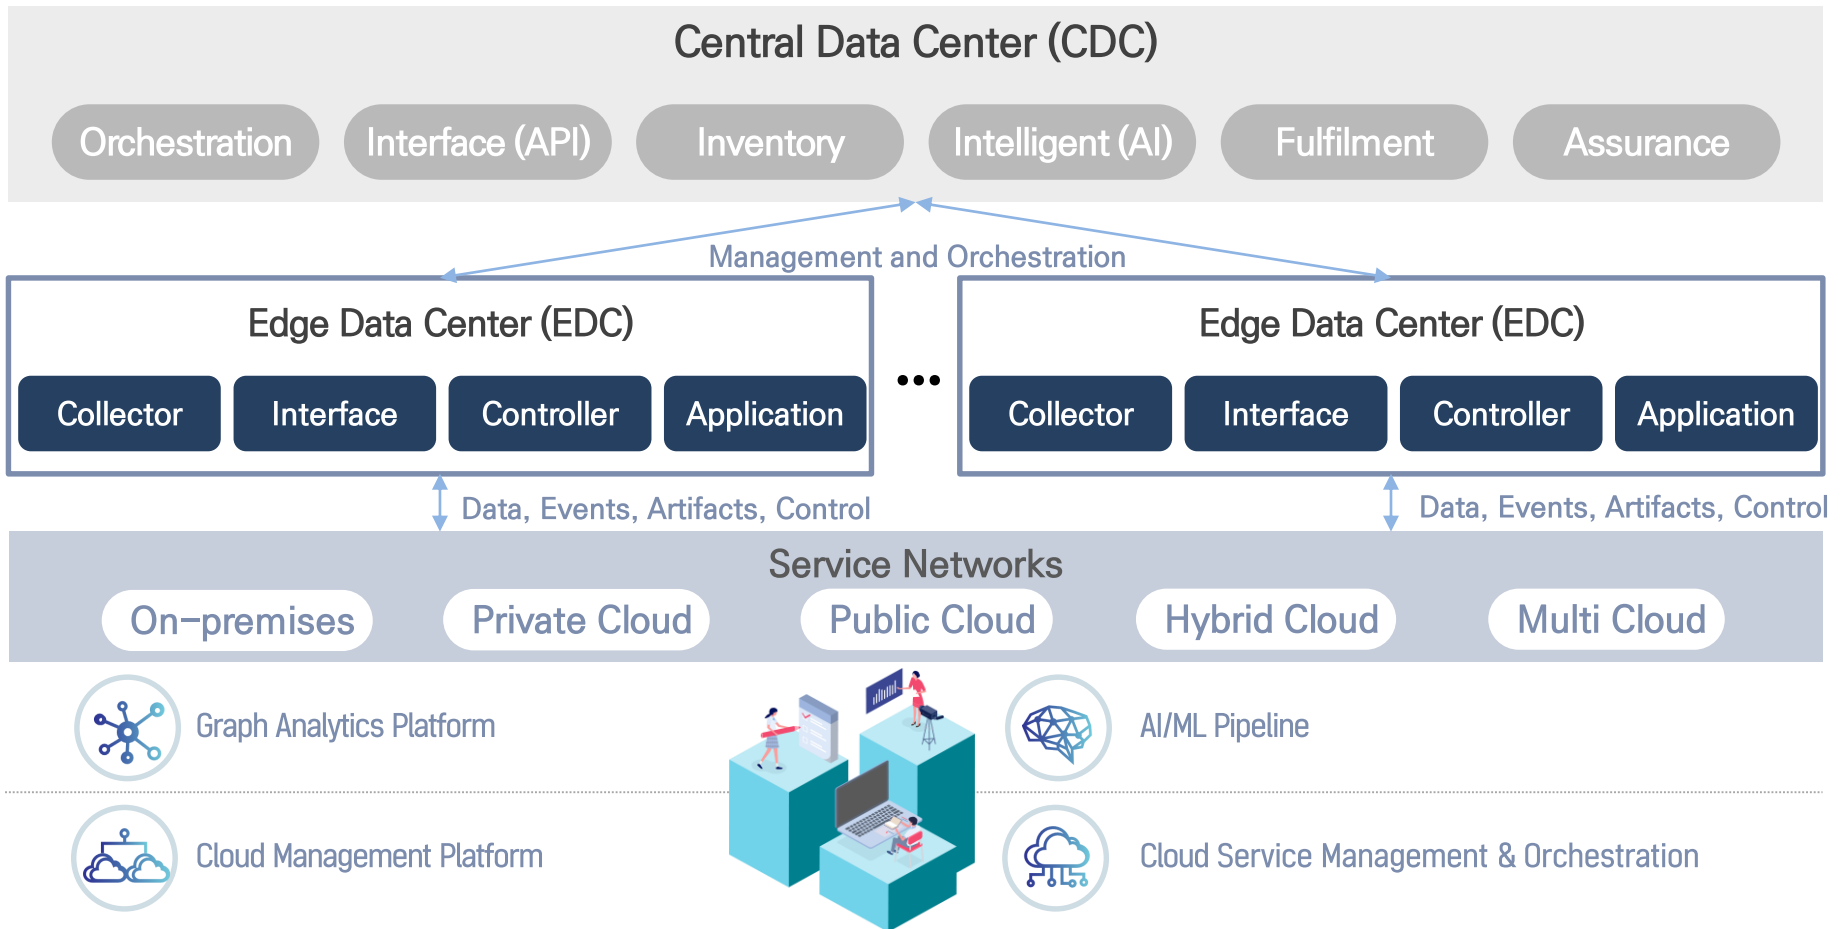 Central Data Center (CDC)
Orchestration
Interface (API)
Inventory
Intelligent (AI)
Fulfilment
Assurance
Management and Orchestration
Edge Data Center (EDC)
Collector
Interface
Controller
Application
...
Edge Data Center (EDC)
Collector
Interface
Controller
Application
Data, Events, Artifacts, Control
Data, Events, Artifacts, Control
Service Networks
On-premises
Private Cloud
Public Cloud
Hybrid Cloud
Multi Cloud
Graph Analytics Platform
AI/ML Pipeline
Cloud Management Platform
Cloud Service Management & Orchestration